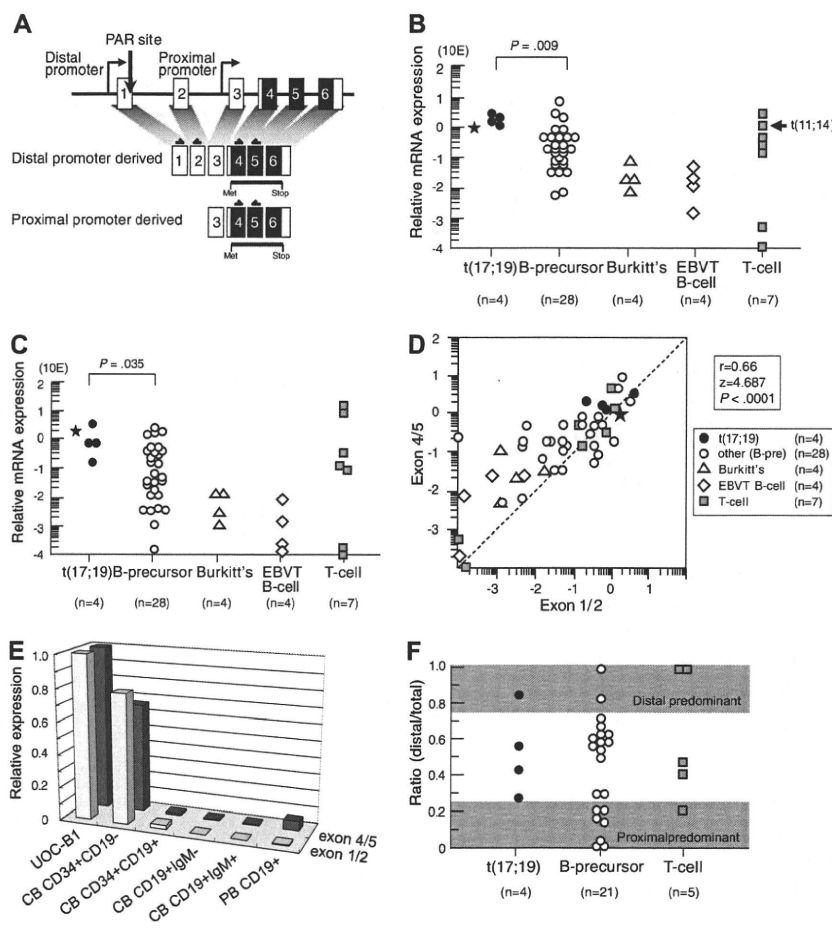 A
PAR site
Distal promoter
Proximal promoter
1 2 3 4 5 6
Distal promoter derived
1 2 3 4 5 6
Met Stop
Proximal promoter derived
3 4 5 6
Met Stop
B
(10E)
P = .009
Relative mRNA expression
2
1
0
-1
-2
-3
-4
t(11;14)
t(17;19) B-precursor Burkitt's EBVT B-cell T-cell
(n=4) (n=28) (n=4) (n=4) (n=7)
C
(10E)
P = .035
Relative mRNA expression
2
1
0
-1
-2
-3
-4
t(17;19) B-precursor Burkitt's EBVT B-cell T-cell
(n=4) (n=28) (n=4) (n=4) (n=7)
D
Exon 4/5
2
1
0
-1
-2
-3
-3 -2 -1 0 1
Exon 1/2
r=0.66
z=4.687
P < .0001
t(17;19) (n=4)
other (B-pre) (n=28)
Burkitt's (n=4)
EBVT B-cell (n=4)
T-cell (n=7)
E
Relative expression
1.0
0.8
0.6
0.4
0.2
0
UOC-B1
CB CD34+CD19-
CB CD34+CD19+
CB CD19+IgM-
CB CD19+IgM+
PB CD19+
exon 4/5
exon 1/2
F
Ratio (distal/total)
1.0
0.8
0.6
0.4
0.2
0
Distal predominant
Proximalpredominant
t(17;19) B-precursor T-cell
(n=4) (n=21) (n=5)